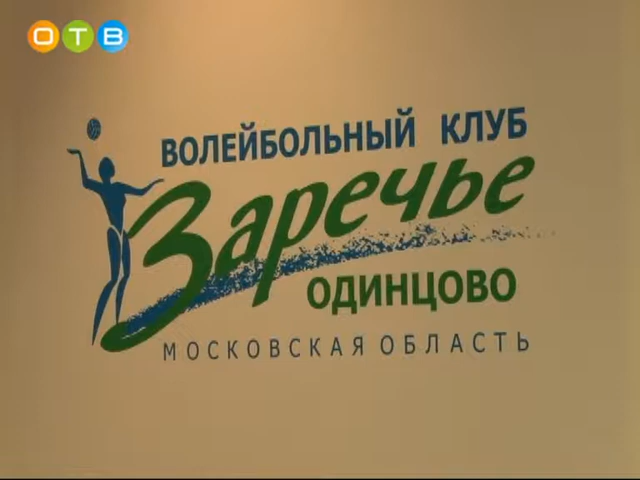 ОТВ
ВОЛЕЙБОЛЬНЫЙ КЛУБ
Заречье
ОДИНЦОВО
МОСКОВСКАЯ ОБЛАСТЬ